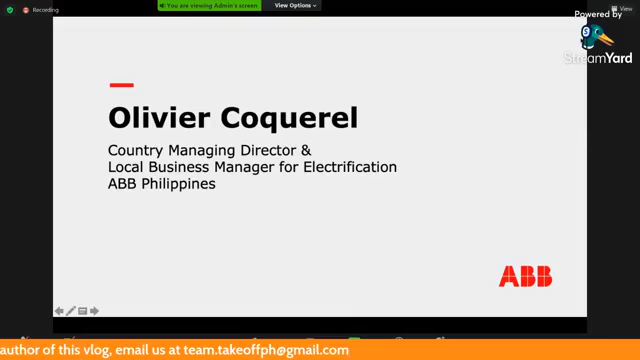 Recording
You are viewing Admin's screen
View Options
View
Powered by
StreamYard
Olivier Coquerel
Country Managing Director &
Local Business Manager for Electrification
ABB Philippines
ABB
author of this vlog, email us at team.takeoffph@gmail.com